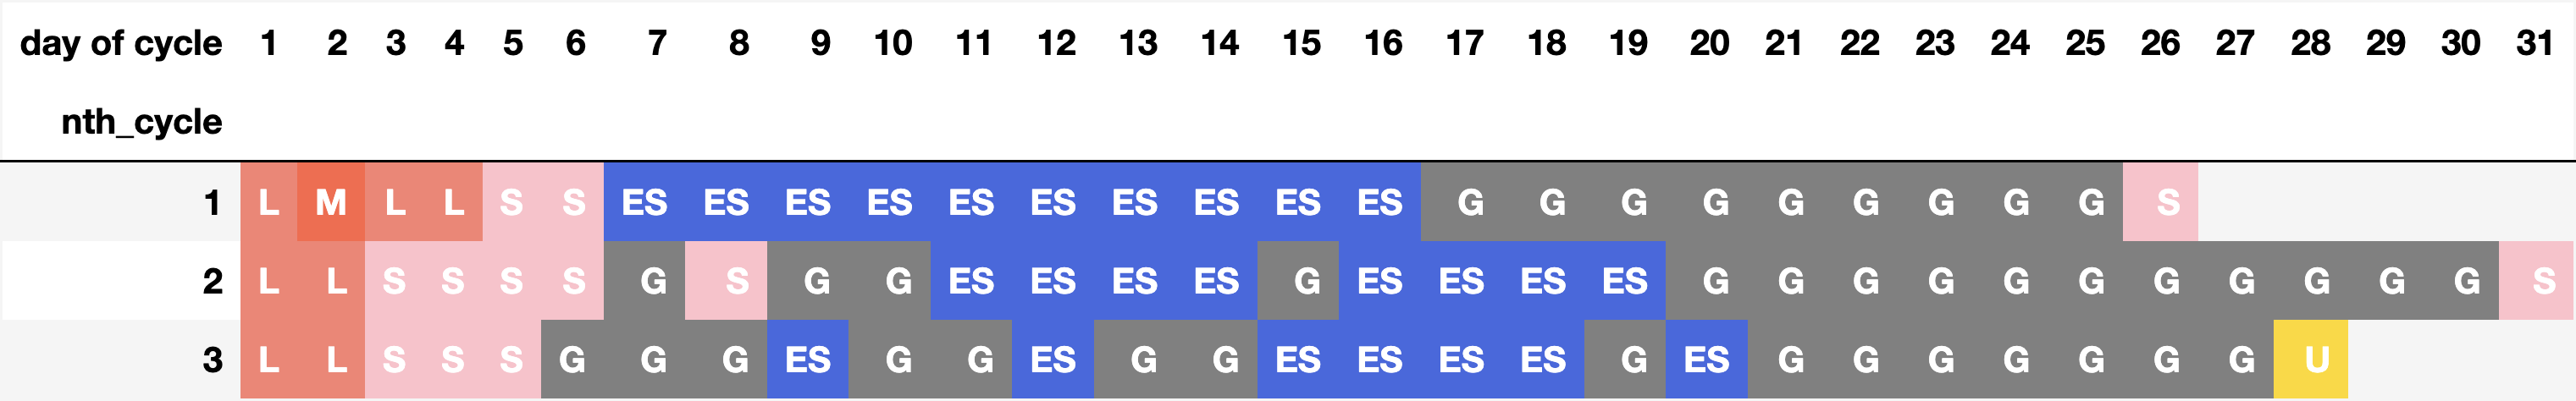 day of cycle 1 2 3 4 5 6 7 8 9 10 11 12 13 14 15 16 17 18 19 20 21 22 23 24 25 26 27 28 29 30 31
nth_cycle
1 L M L L S S ES ES ES ES ES ES ES ES ES ES G G G G G G G G G S
2 L L S S S S G S G G ES ES ES ES G ES ES ES ES G G G G G G G G G G G S
3 L L S S S G G G ES G G ES G G ES ES ES ES G ES G G G G G G G U